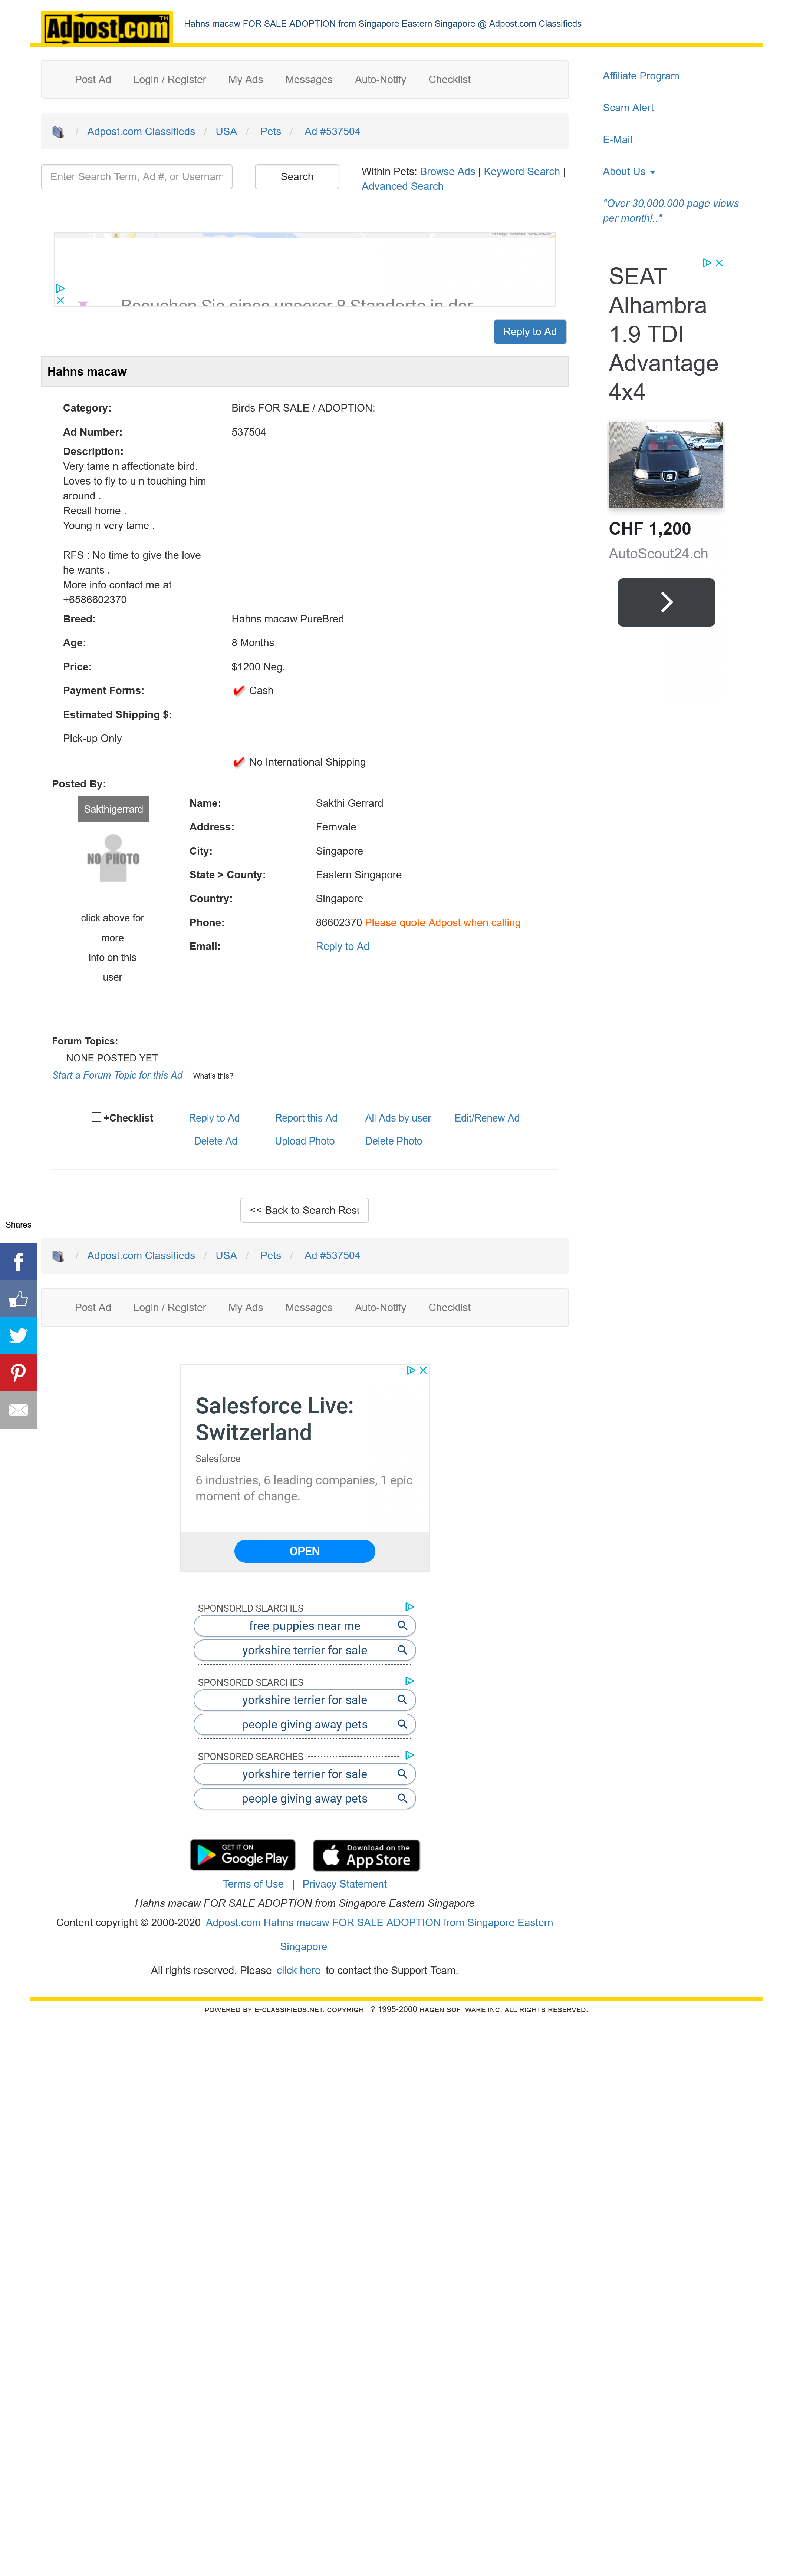 Adpost.com TM
Hahns macaw FOR SALE ADOPTION from Singapore Eastern Singapore @ Adpost.com Classifieds
Post Ad Login / Register My Ads Messages Auto-Notify Checklist
Affiliate Program
Scam Alert
E-Mail
About Us
"Over 30,000,000 page views
per month!.."
/ Adpost.com Classifieds / USA / Pets / Ad #537504
Enter Search Term, Ad #, or Usernam
Search
Within Pets: Browse Ads | Keyword Search |
Advanced Search
Besuchen Sie eines unserer 8 Standorte in der
SEAT
Alhambra
1.9 TDI
Advantage
4x4
CHF 1,200
AutoScout24.ch
Reply to Ad
Hahns macaw
Category: Birds FOR SALE / ADOPTION:
Ad Number: 537504
Description:
Very tame n affectionate bird.
Loves to fly to u n touching him
around .
Recall home .
Young n very tame .
RFS : No time to give the love
he wants .
More info contact me at
+6586602370
Breed: Hahns macaw PureBred
Age: 8 Months
Price: $1200 Neg.
Payment Forms: Cash
Estimated Shipping $:
Pick-up Only
No International Shipping
Posted By:
Sakthigerrard
NO PHOTO
click above for
more
info on this
user
Name: Sakthi Gerrard
Address: Fernvale
City: Singapore
State > County: Eastern Singapore
Country: Singapore
Phone: 86602370 Please quote Adpost when calling
Email: Reply to Ad
Forum Topics:
--NONE POSTED YET--
Start a Forum Topic for this Ad What's this?
+Checklist Reply to Ad Report this Ad All Ads by user Edit/Renew Ad
Delete Ad Upload Photo Delete Photo
<< Back to Search Resu
Shares
/ Adpost.com Classifieds / USA / Pets / Ad #537504
Post Ad Login / Register My Ads Messages Auto-Notify Checklist
Salesforce Live:
Switzerland
Salesforce
6 industries, 6 leading companies, 1 epic
moment of change.
OPEN
SPONSORED SEARCHES
free puppies near me
yorkshire terrier for sale
SPONSORED SEARCHES
yorkshire terrier for sale
people giving away pets
SPONSORED SEARCHES
yorkshire terrier for sale
people giving away pets
GET IT ON
Google Play
Download on the
App Store
Terms of Use | Privacy Statement
Hahns macaw FOR SALE ADOPTION from Singapore Eastern Singapore
Content copyright © 2000-2020 Adpost.com Hahns macaw FOR SALE ADOPTION from Singapore Eastern
Singapore
All rights reserved. Please click here to contact the Support Team.
POWERED BY E-CLASSIFIEDS.NET. COPYRIGHT ? 1995-2000 HAGEN SOFTWARE INC. ALL RIGHTS RESERVED.